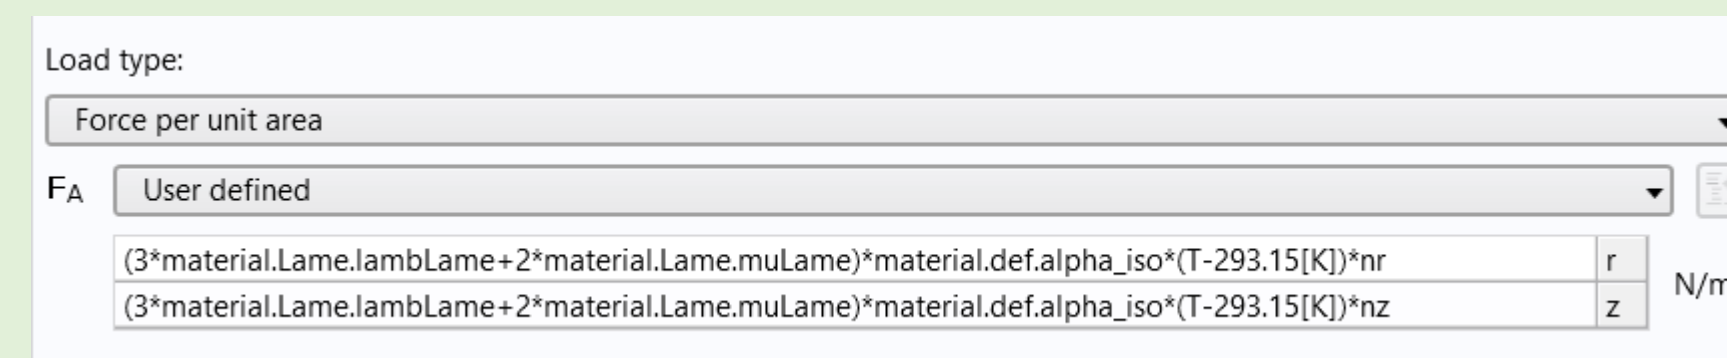 Load type:
Force per unit area
FA User defined
(3*material.Lame.lambLame+2*material.Lame.muLame)*material.def.alpha_iso*(T-293.15[K])*nr r
(3*material.Lame.lambLame+2*material.Lame.muLame)*material.def.alpha_iso*(T-293.15[K])*nz z
N/m